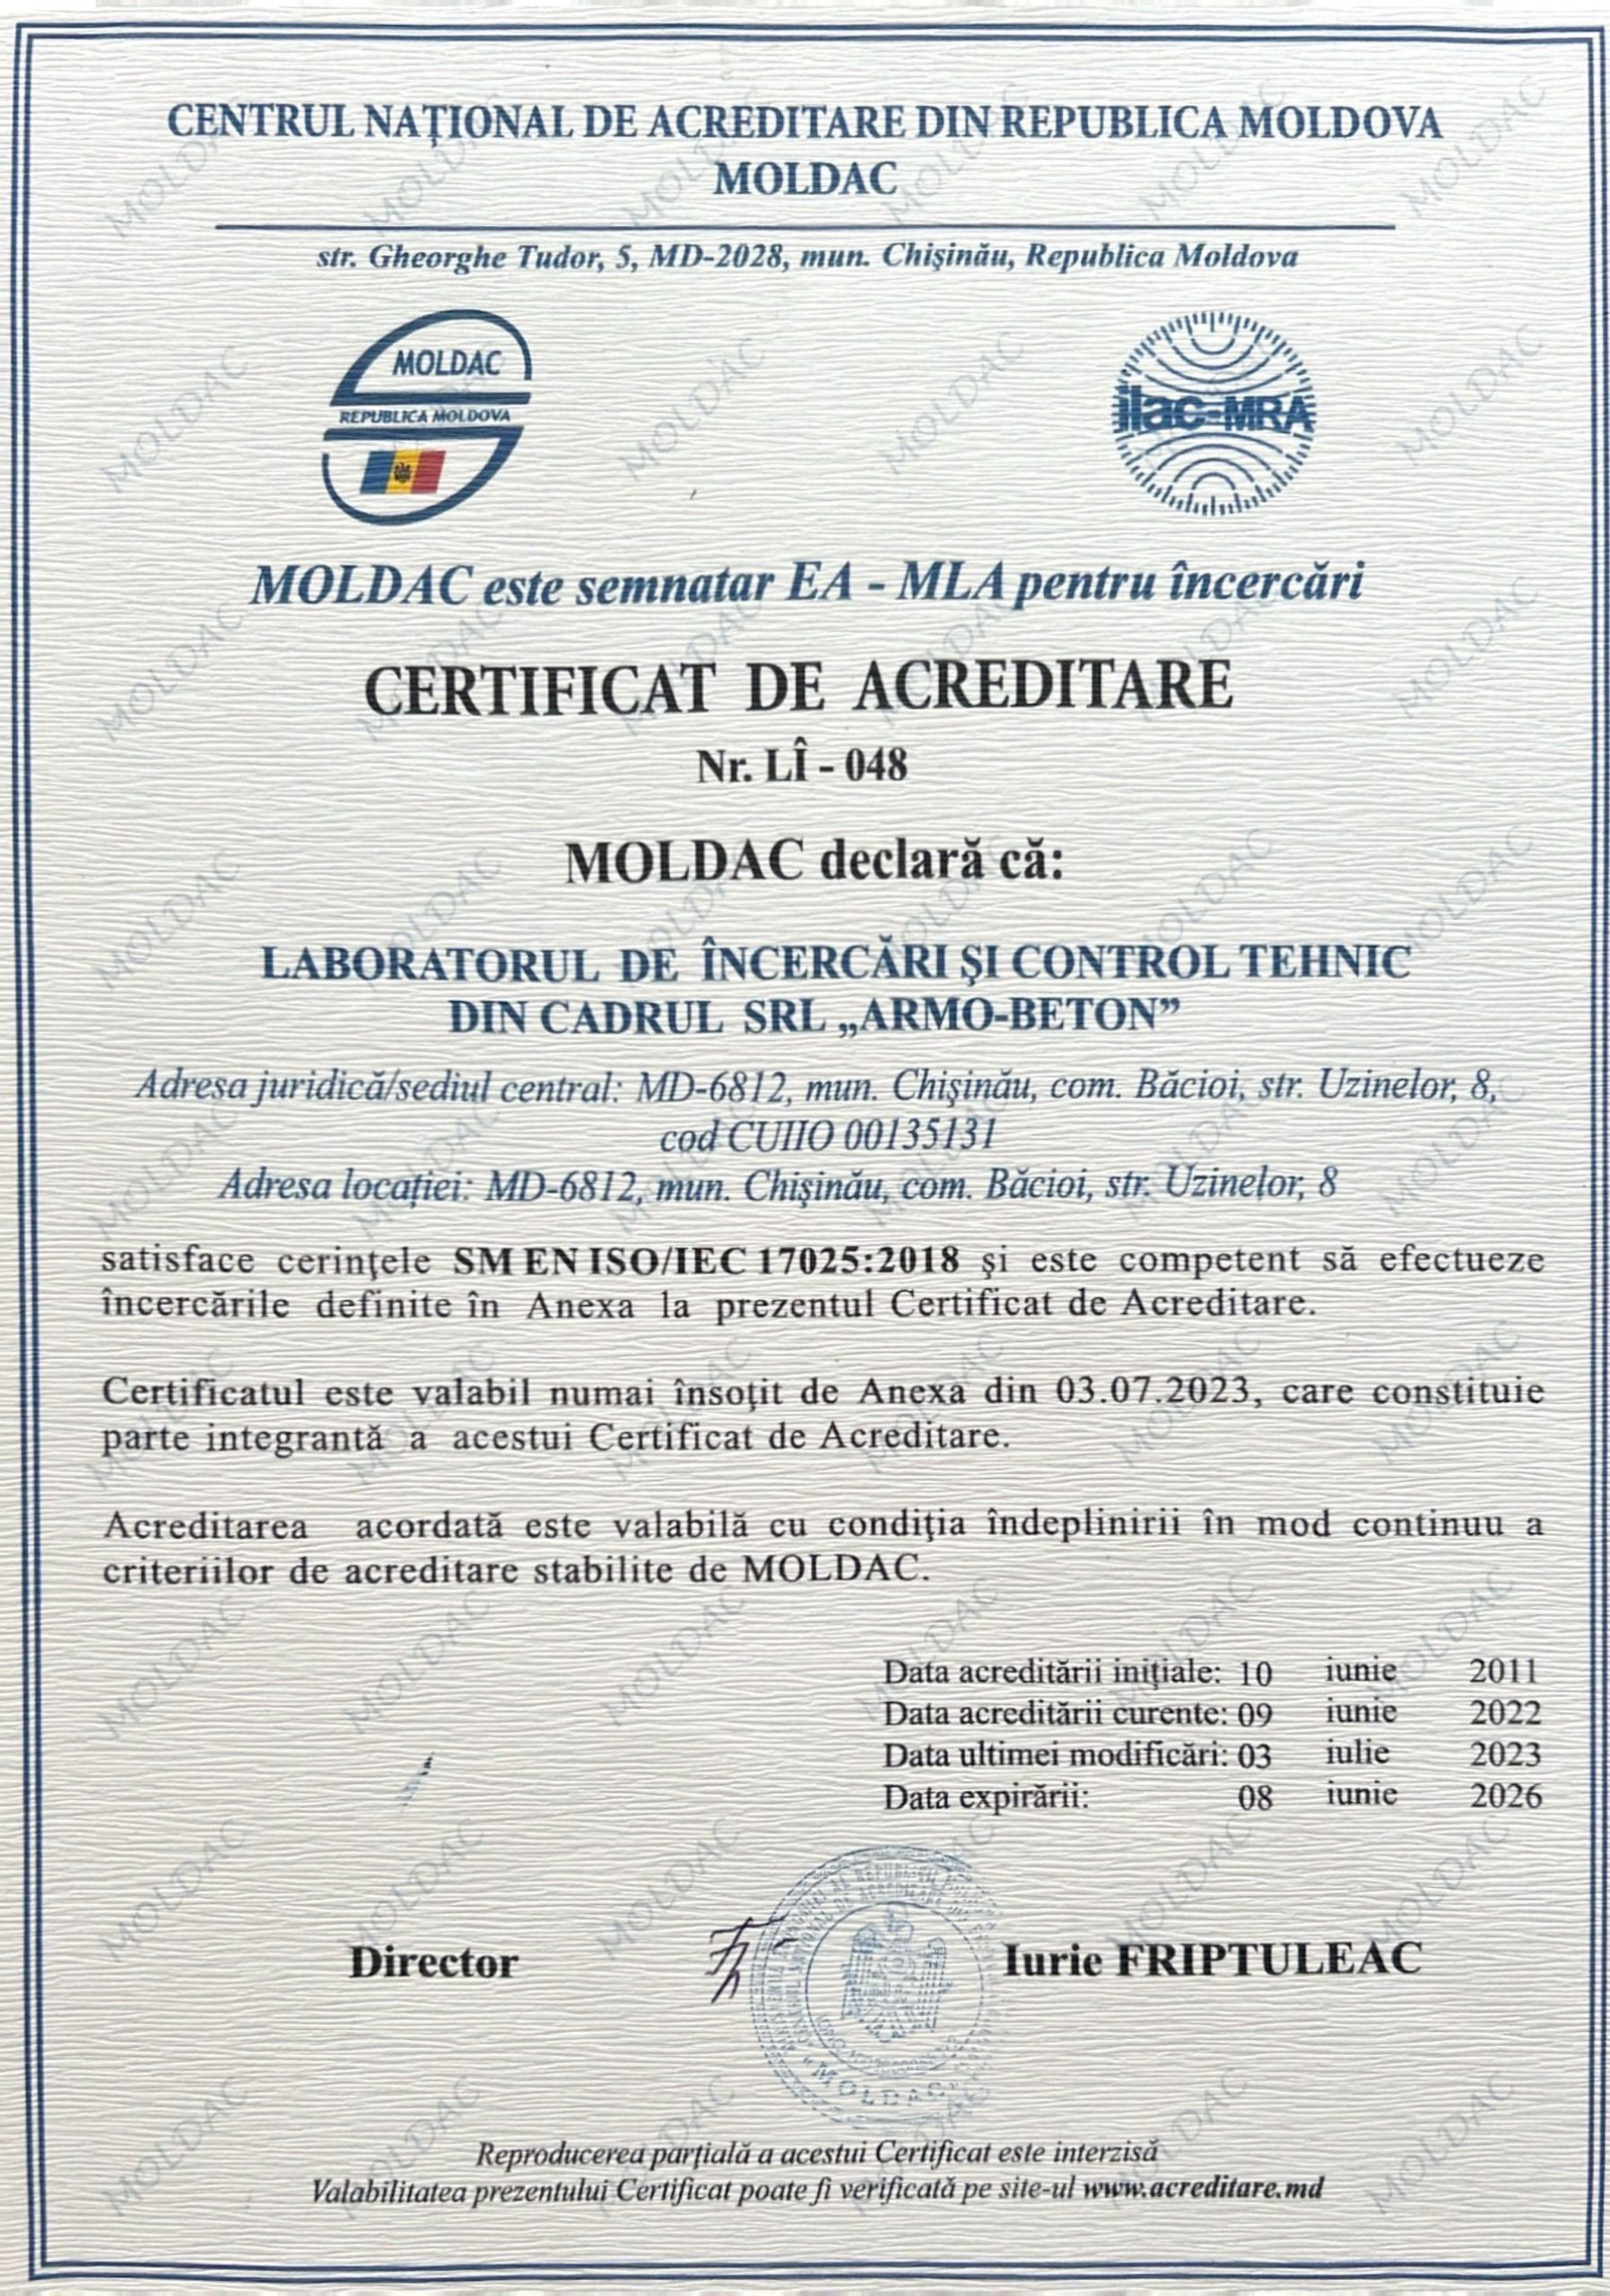 CENTRUL NAŢIONAL DE ACREDITARE DIN REPUBLICA MOLDOVA
MOLDAC
str. Gheorghe Tudor, 5, MD-2028, mun. Chişinău, Republica Moldova
MOLDAC
REPUBLICA MOLDOVA
ilac-MRA
MOLDAC este semnatar EA - MLA pentru încercări
CERTIFICAT DE ACREDITARE
Nr. LÎ - 048
MOLDAC declară că:
LABORATORUL DE ÎNCERCĂRI ŞI CONTROL TEHNIC
DIN CADRUL SRL „ARMO-BETON”
Adresa juridică/sediul central: MD-6812, mun. Chişinău, com. Băcioi, str. Uzinelor, 8,
cod CUIIO 00135131
Adresa locaţiei: MD-6812, mun. Chişinău, com. Băcioi, str. Uzinelor, 8
satisface cerinţele SM EN ISO/IEC 17025:2018 şi este competent să efectueze
încercările definite în Anexa la prezentul Certificat de Acreditare.
Certificatul este valabil numai însoţit de Anexa din 03.07.2023, care constituie
parte integrantă a acestui Certificat de Acreditare.
Acreditarea acordată este valabilă cu condiţia îndeplinirii în mod continuu a
criteriilor de acreditare stabilite de MOLDAC.
Data acreditării iniţiale: 10 iunie 2011
Data acreditării curente: 09 iunie 2022
Data ultimei modificări: 03 iulie 2023
Data expirării: 08 iunie 2026
Director Iurie FRIPTULEAC
"MOLDAC"
Reproducerea parţială a acestui Certificat este interzisă
Valabilitatea prezentului Certificat poate fi verificată pe site-ul www.acreditare.md